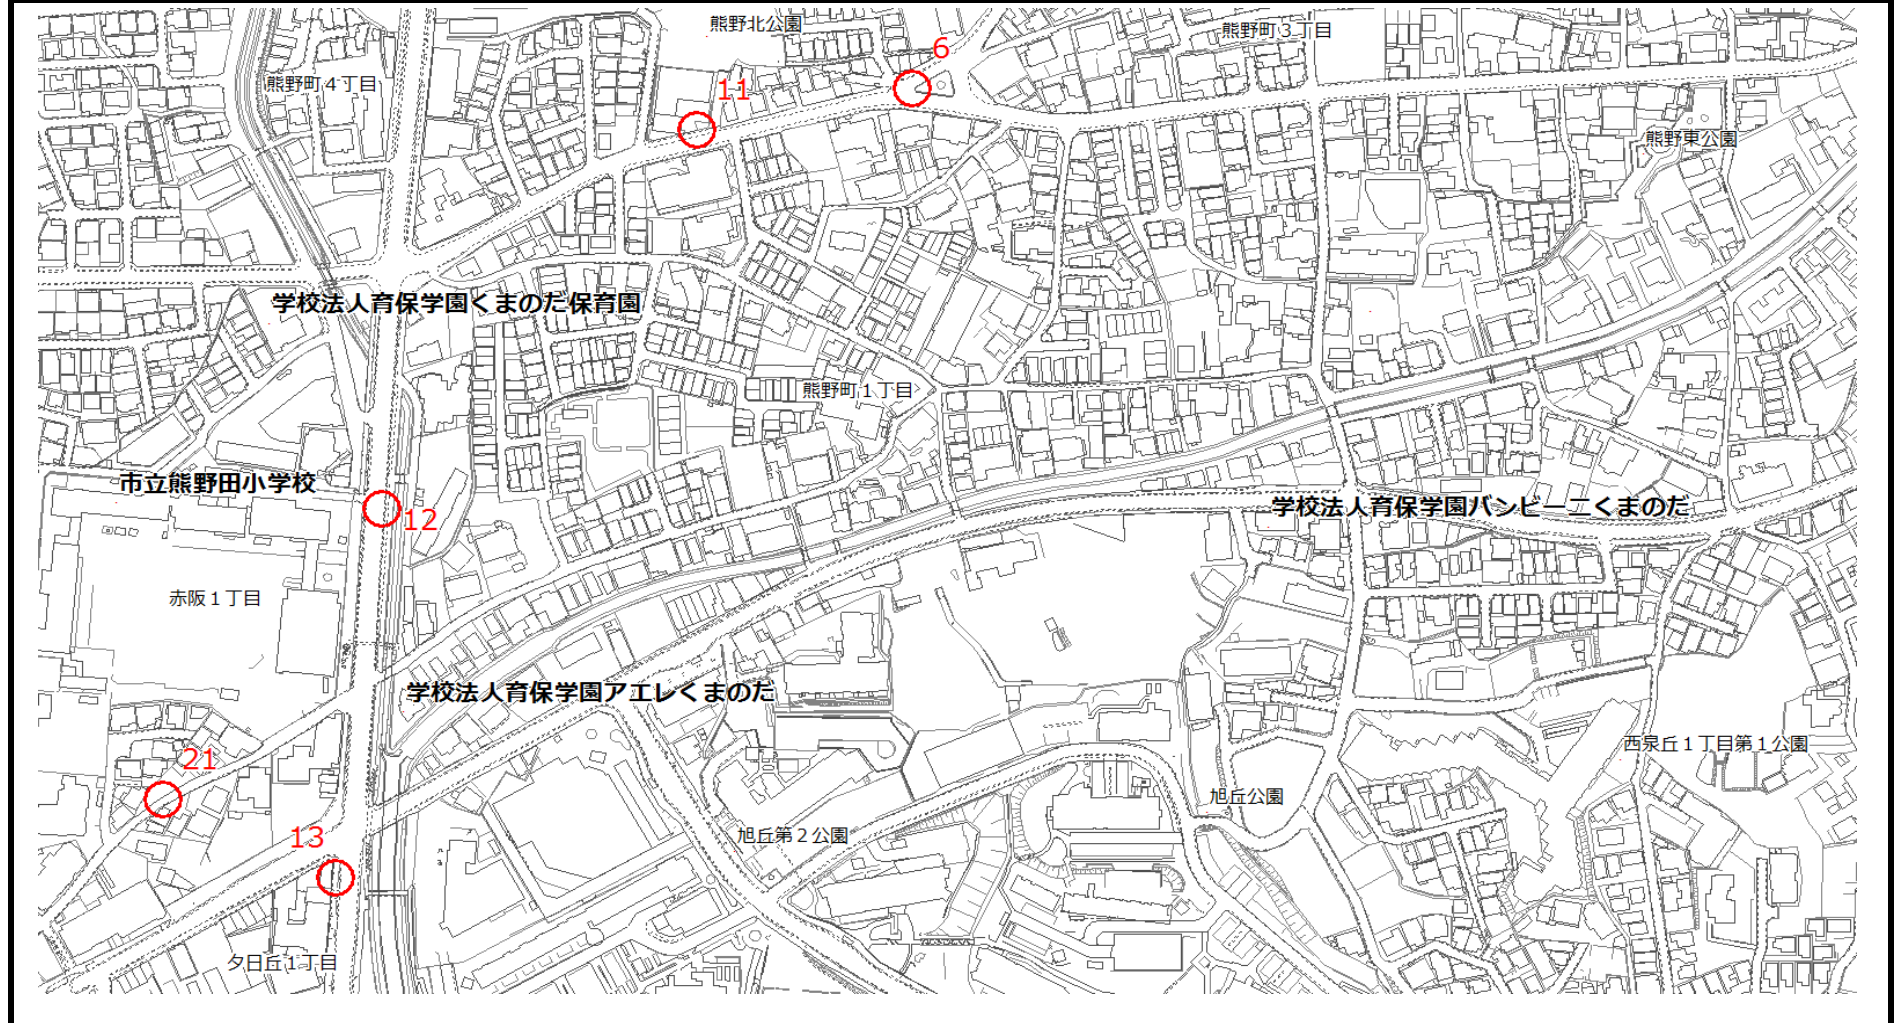 熊野北公園
熊野町３丁目
6
熊野町４丁目
11
熊野東公園
学校法人育保学園くまのだ保育園
熊野町１丁目
市立熊野田小学校
12
学校法人育保学園バンビーニくまのだ
赤阪１丁目
学校法人育保学園アエレくまのだ
21
西泉丘１丁目第１公園
旭丘公園
13
旭丘第２公園
夕日丘１丁目